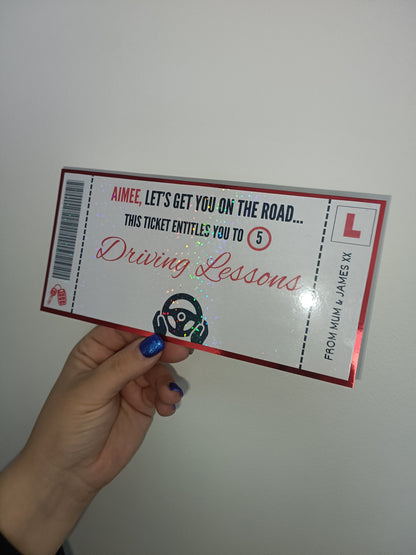 AIMEE, LET'S GET YOU ON THE ROAD...
THIS TICKET ENTITLES YOU TO 5
Driving Lessons
L
FROM MUM & JAMES XX